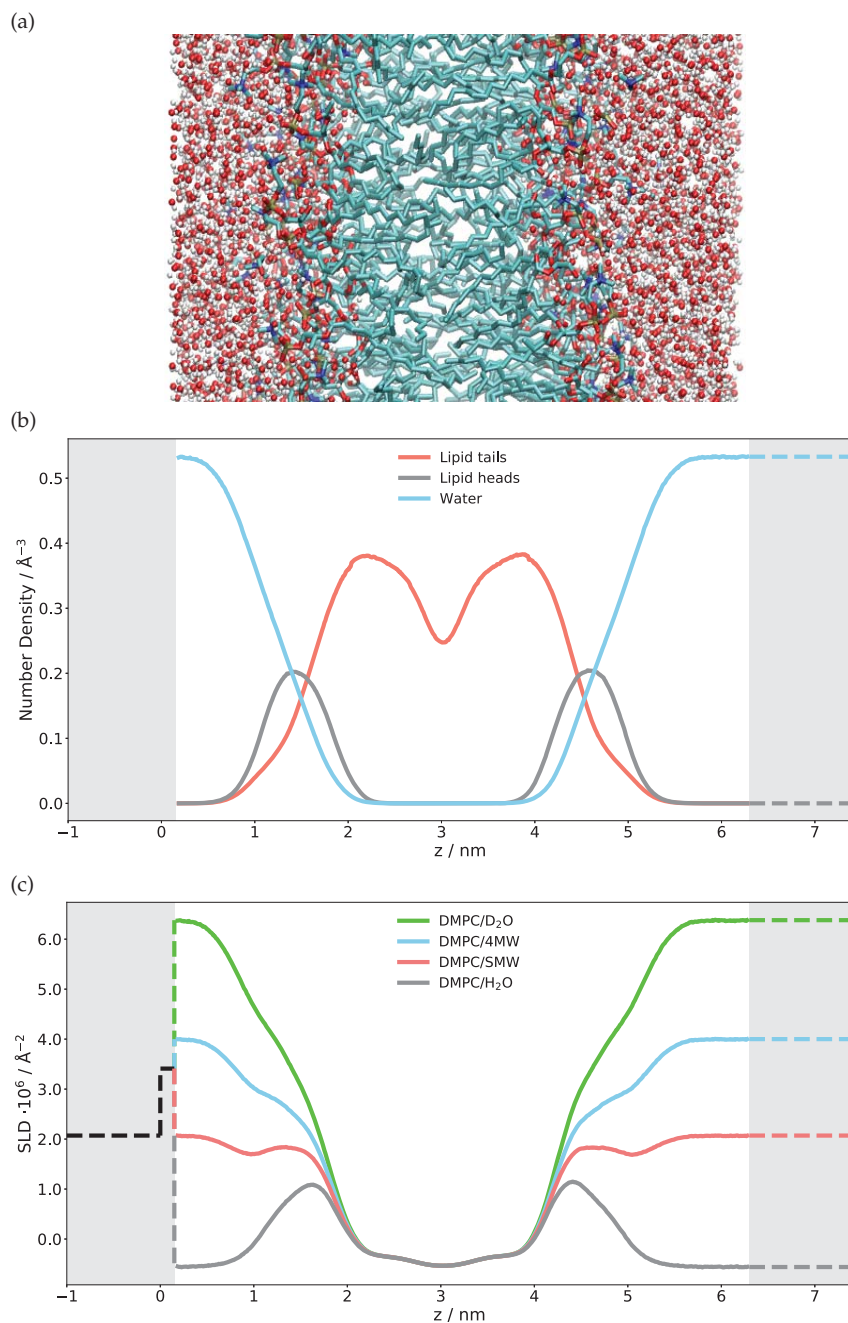 (a)
(b)
Lipid tails
Lipid heads
Water
0.5
0.4
0.3
0.2
0.1
0.0
Number Density / Å⁻³
−1 0 1 2 3 4 5 6 7
z / nm
(c)
DMPC/D₂O
DMPC/4MW
DMPC/SMW
DMPC/H₂O
6.0
5.0
4.0
3.0
2.0
1.0
0.0
SLD ·10⁶ / Å⁻²
−1 0 1 2 3 4 5 6 7
z / nm